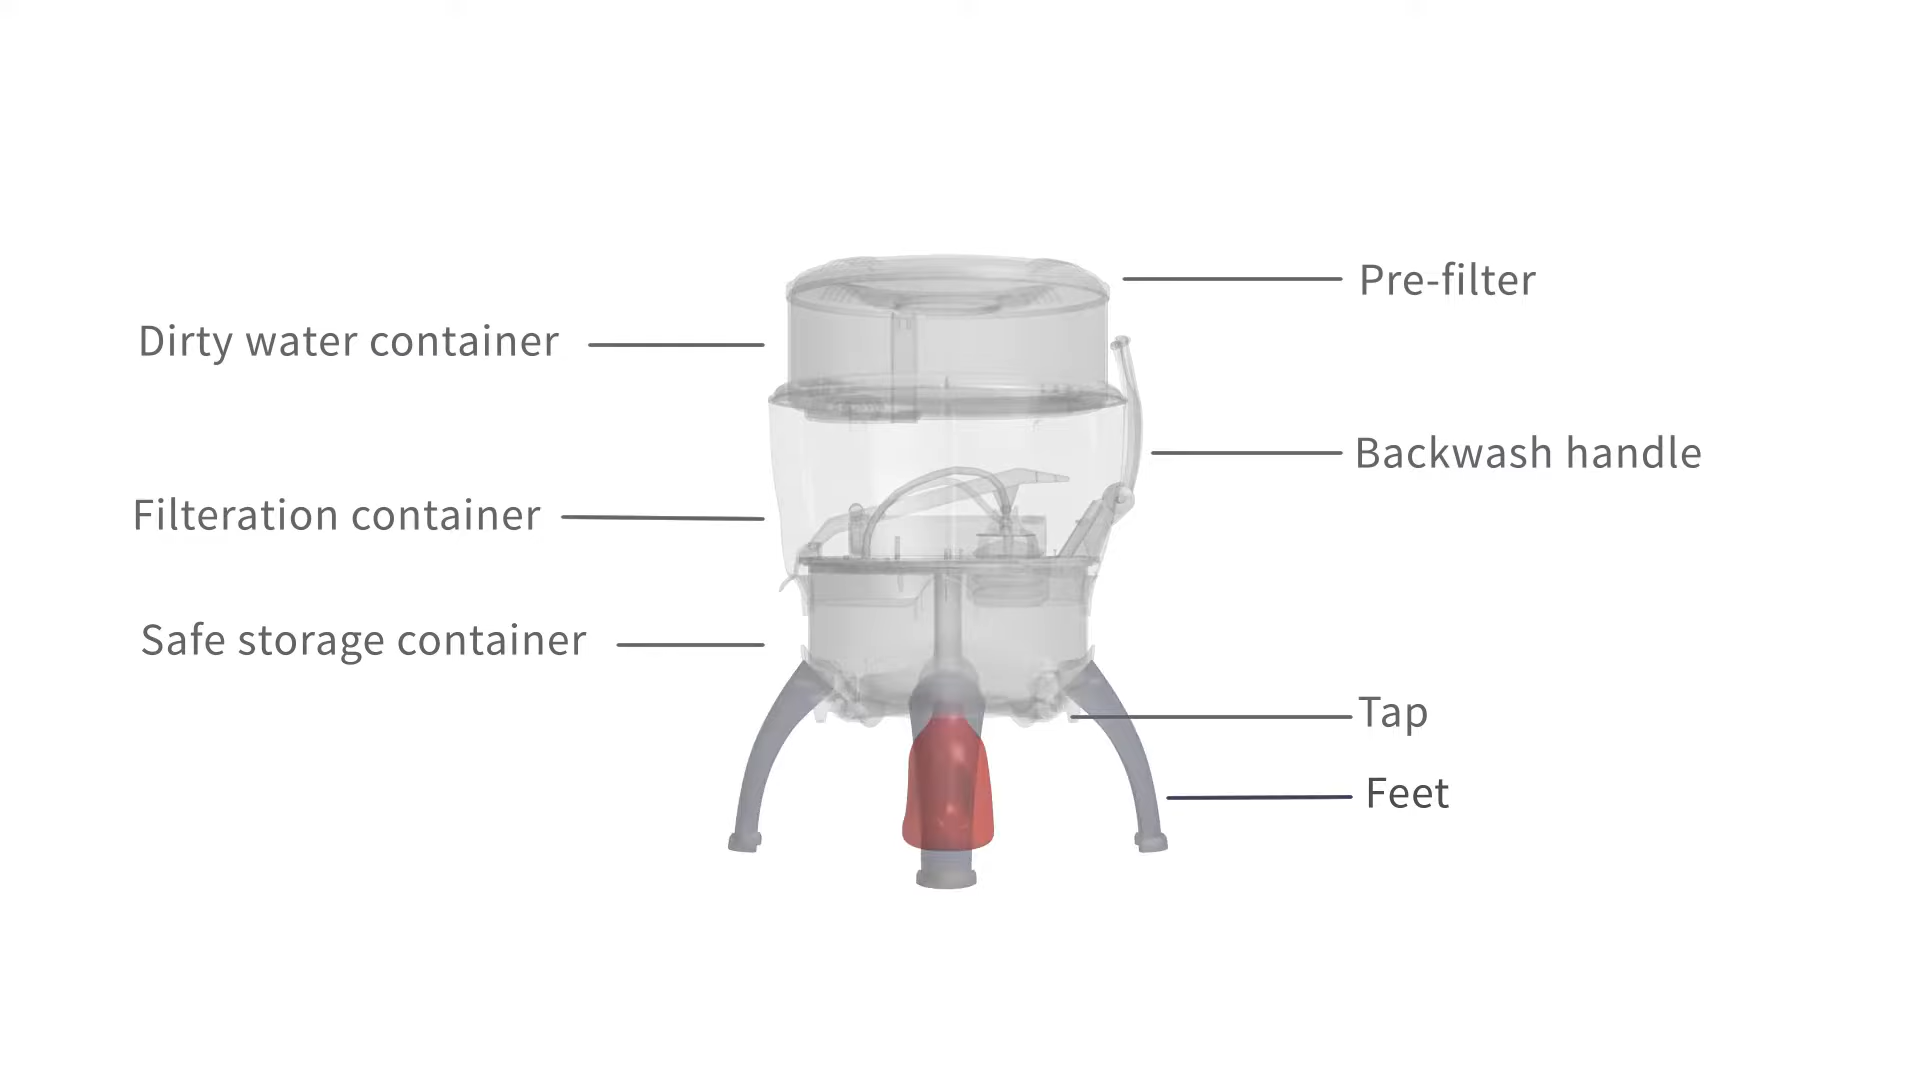 Pre-filter
Dirty water container
Backwash handle
Filteration container
Safe storage container
Tap
Feet